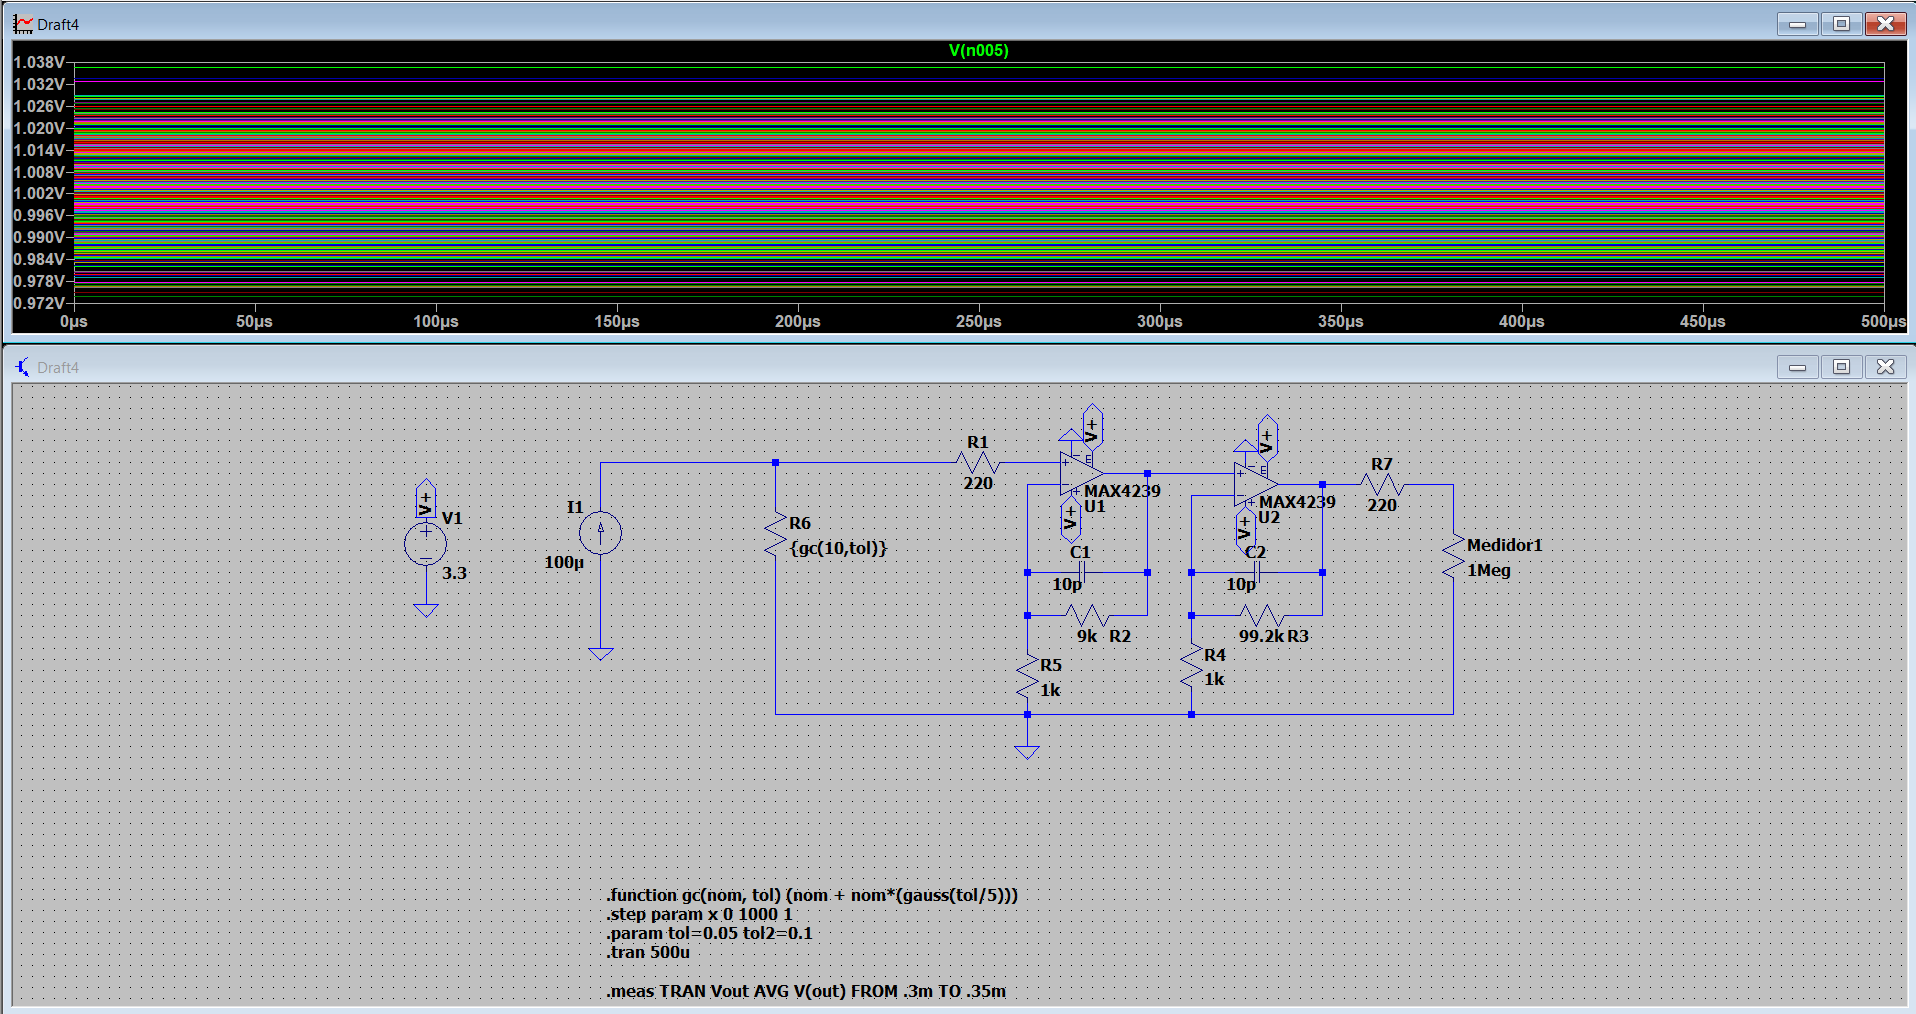 Draft4
V(n005)
1.038V
1.032V
1.026V
1.020V
1.014V
1.008V
1.002V
0.996V
0.990V
0.984V
0.978V
0.972V
0µs 50µs 100µs 150µs 200µs 250µs 300µs 350µs 400µs 450µs 500µs
Draft4
V+
V1
3.3
I1
100µ
R6
{gc(10,tol)}
R1
220
V+
E
MAX4239
U1
V+
C1
10p
9k R2
R5
1k
V+
E
MAX4239
U2
V+
C2
10p
99.2k R3
R4
1k
R7
220
Medidor1
1Meg
.function gc(nom, tol) (nom + nom*(gauss(tol/5)))
.step param x 0 1000 1
.param tol=0.05 tol2=0.1
.tran 500u
.meas TRAN Vout AVG V(out) FROM .3m TO .35m